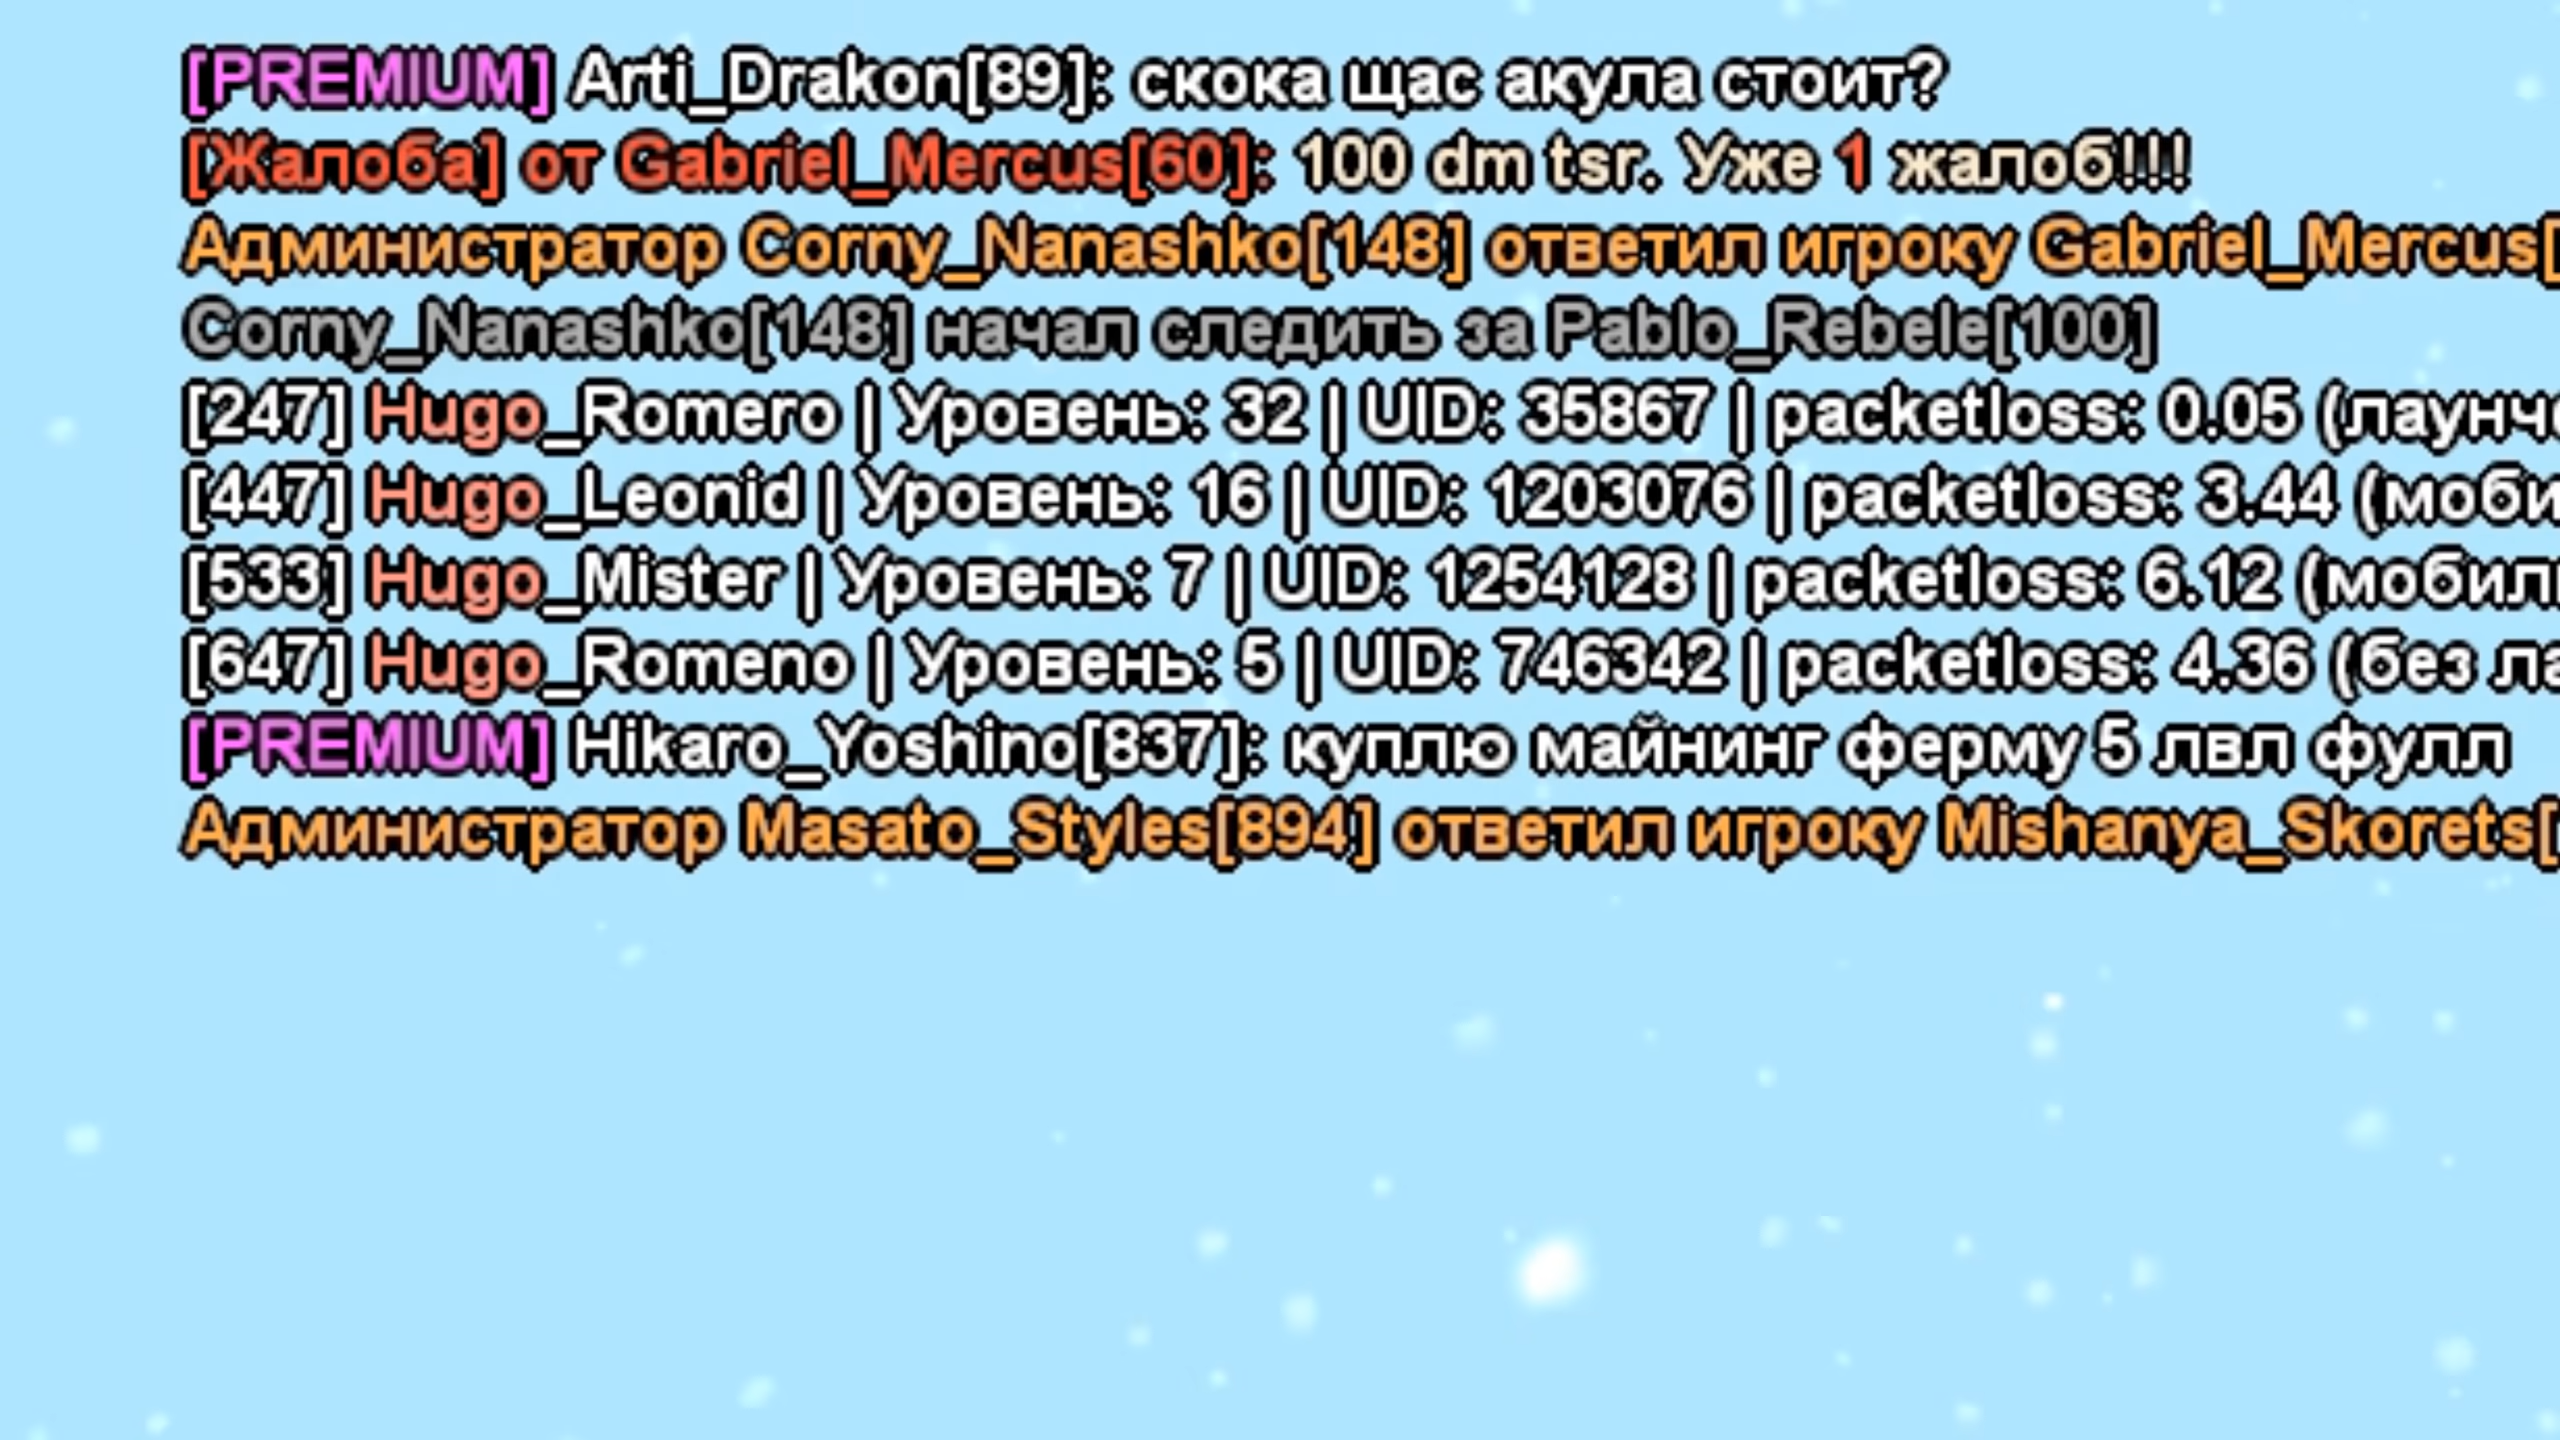 [PREMIUM] Arti_Drakon[89]: скока щас акула стоит?
[Жалоба] от Gabriel_Mercus[60]: 100 dm tsr. Уже 1 жалоб!!!
Администратор Corny_Nanashko[148] ответил игроку Gabriel_Mercus[
Corny_Nanashko[148] начал следить за Pablo_Rebele[100]
[247] Hugo_Romero | Уровень: 32 | UID: 35867 | packetloss: 0.05 (лаунч
[447] Hugo_Leonid | Уровень: 16 | UID: 1203076 | packetloss: 3.44 (моби
[533] Hugo_Mister | Уровень: 7 | UID: 1254128 | packetloss: 6.12 (мобил
[647] Hugo_Romeno | Уровень: 5 | UID: 746342 | packetloss: 4.36 (без ла
[PREMIUM] Hikaro_Yoshino[837]: куплю майнинг ферму 5 лвл фулл
Администратор Masato_Styles[894] ответил игроку Mishanya_Skorets[